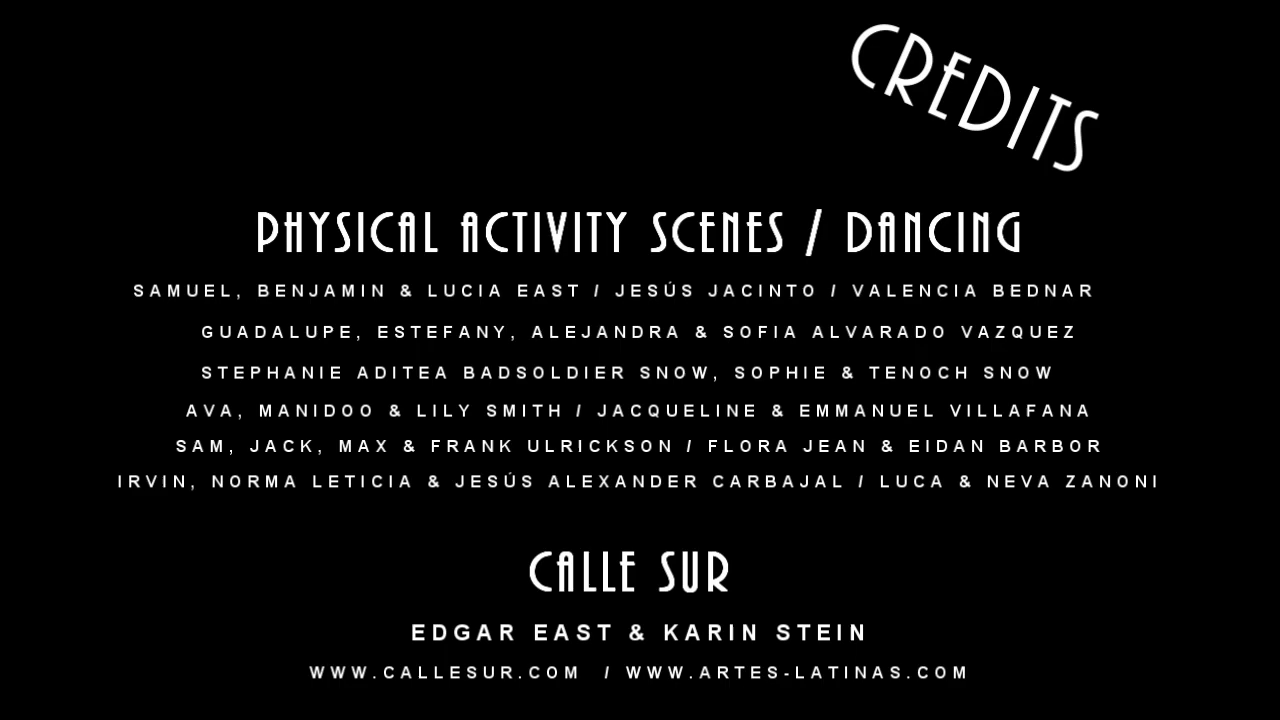 CREDITS
PHYSICAL ACTIVITY SCENES / DANCING
SAMUEL, BENJAMIN & LUCIA EAST / JESÚS JACINTO / VALENCIA BEDNAR
GUADALUPE, ESTEFANY, ALEJANDRA & SOFIA ALVARADO VAZQUEZ
STEPHANIE ADITEA BADSOLDIER SNOW, SOPHIE & TENOCH SNOW
AVA, MANIDOO & LILY SMITH / JACQUELINE & EMMANUEL VILLAFANA
SAM, JACK, MAX & FRANK ULRICKSON / FLORA JEAN & EIDAN BARBOR
IRVIN, NORMA LETICIA & JESÚS ALEXANDER CARBAJAL / LUCA & NEVA ZANONI
CALLE SUR
EDGAR EAST & KARIN STEIN
WWW.CALLESUR.COM / WWW.ARTES-LATINAS.COM